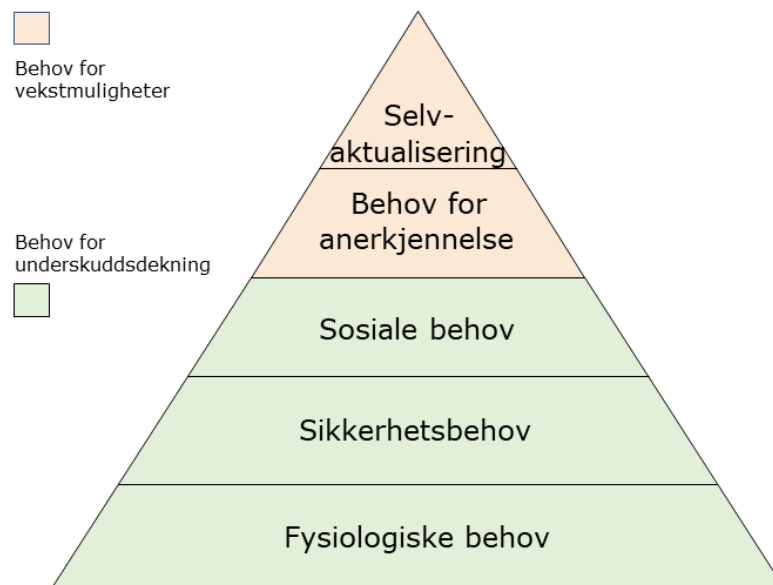 Behov for
vekstmuligheter
Selv-
aktualisering
Behov for
anerkjennelse
Behov for
underskuddsdekning
Sosiale behov
Sikkerhetsbehov
Fysiologiske behov